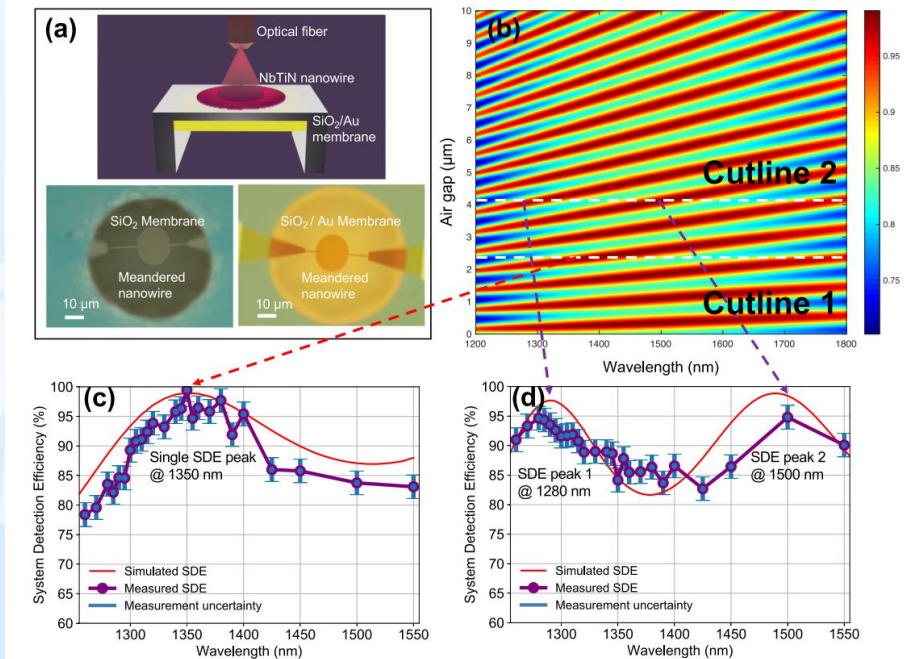 (a)
Optical fiber
NbTiN nanowire
SiO2/Au
membrane
SiO2 Membrane
Meandered
nanowire
10 μm
SiO2 / Au Membrane
Meandered
nanowire
10 μm
(b)
Air gap (μm)
10
9
8
7
6
5
4
3
2
1
0
Cutline 2
Cutline 1
1200
1300
1400
1500
1600
1700
1800
Wavelength (nm)
0.95
0.9
0.85
0.8
0.75
(c)
System Detection Efficiency (%)
100
95
90
85
80
75
70
65
60
Single SDE peak
@ 1350 nm
Simulated SDE
Measured SDE
Measurement uncertainty
1300
1350
1400
1450
1500
1550
Wavelength (nm)
(d)
System Detection Efficiency (%)
100
95
90
85
80
75
70
65
60
SDE peak 1
@ 1280 nm
SDE peak 2
@ 1500 nm
Simulated SDE
Measured SDE
Measurement uncertainty
1300
1350
1400
1450
1500
1550
Wavelength (nm)